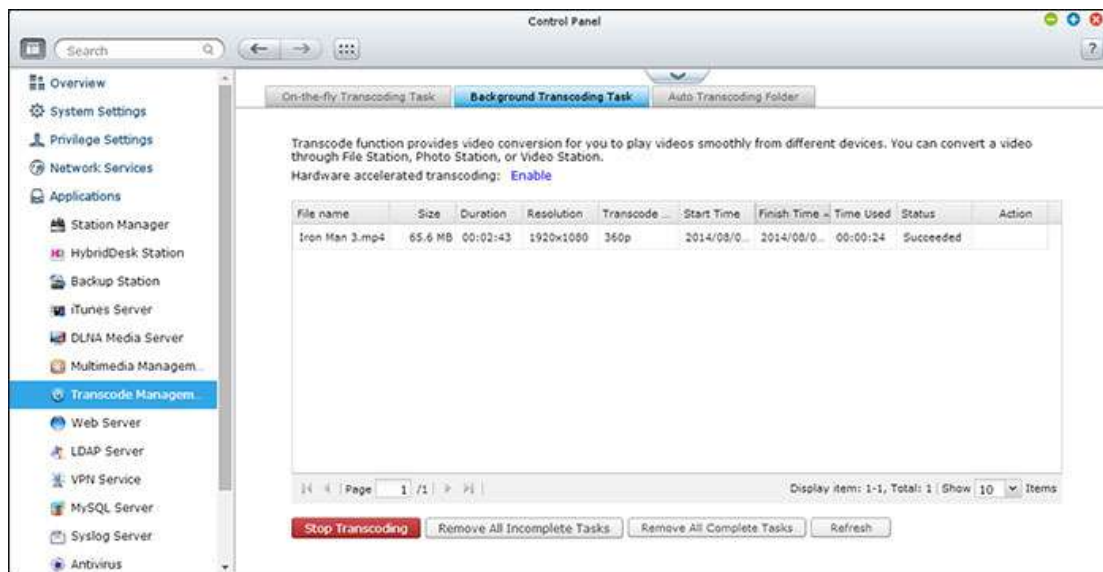 Control Panel
Search
?
Overview
System Settings
Privilege Settings
Network Services
Applications
Station Manager
HybridDesk Station
Backup Station
iTunes Server
DLNA Media Server
Multimedia Managem...
Transcode Managem...
Web Server
LDAP Server
VPN Service
MySQL Server
Syslog Server
Antivirus
On-the-fly Transcoding Task Background Transcoding Task Auto Transcoding Folder
Transcode function provides video conversion for you to play videos smoothly from different devices. You can convert a video
through File Station, Photo Station, or Video Station.
Hardware accelerated transcoding: Enable
File name Size Duration Resolution Transcode ... Start Time Finish Time Time Used Status Action
Iron Man 3.mp4 65.6 MB 00:02:43 1920x1080 360p 2014/08/0... 2014/08/0... 00:00:24 Succeeded
Page 1 /1 Display item: 1-1, Total: 1 | Show 10 Items
Stop Transcoding Remove All Incomplete Tasks Remove All Complete Tasks Refresh